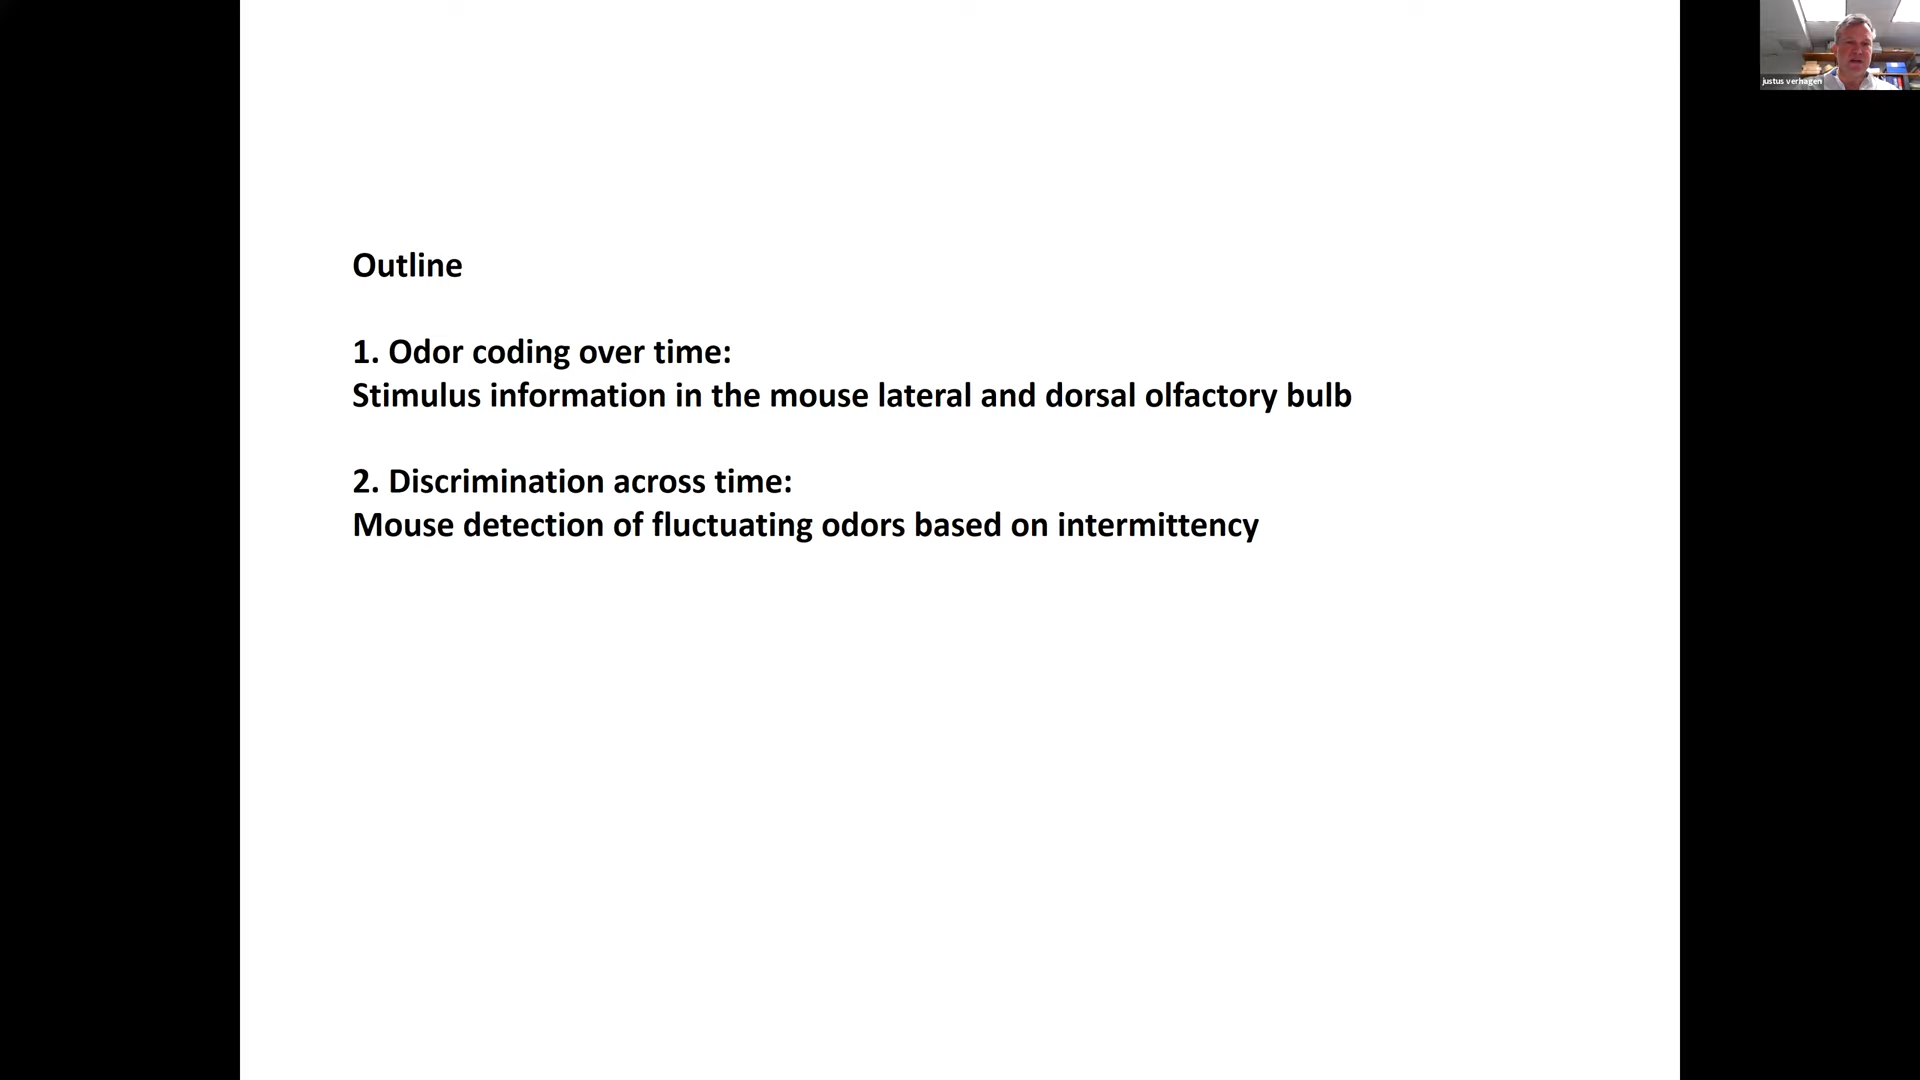 justus verhagen
Outline
1. Odor coding over time:
Stimulus information in the mouse lateral and dorsal olfactory bulb
2. Discrimination across time:
Mouse detection of fluctuating odors based on intermittency